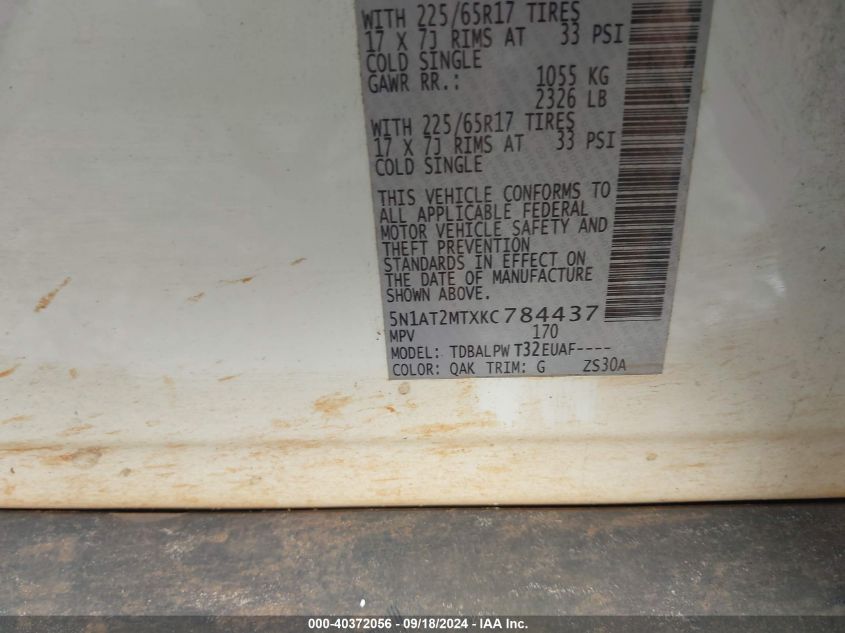 WITH 225/65R17 TIRES
17 X 7J RIMS AT 33 PSI
COLD SINGLE
GAWR RR.: 1055 KG
2326 LB
WITH 225/65R17 TIRES
17 X 7J RIMS AT 33 PSI
COLD SINGLE
THIS VEHICLE CONFORMS TO
ALL APPLICABLE FEDERAL
MOTOR VEHICLE SAFETY AND
THEFT PREVENTION
STANDARDS IN EFFECT ON
THE DATE OF MANUFACTURE
SHOWN ABOVE.
5N1AT2MTXKC784437
MPV 170
MODEL: TDBALPW T32EUAF----
COLOR: QAK TRIM: G ZS30A
000-40372056 - 09/18/2024 - IAAI.com.